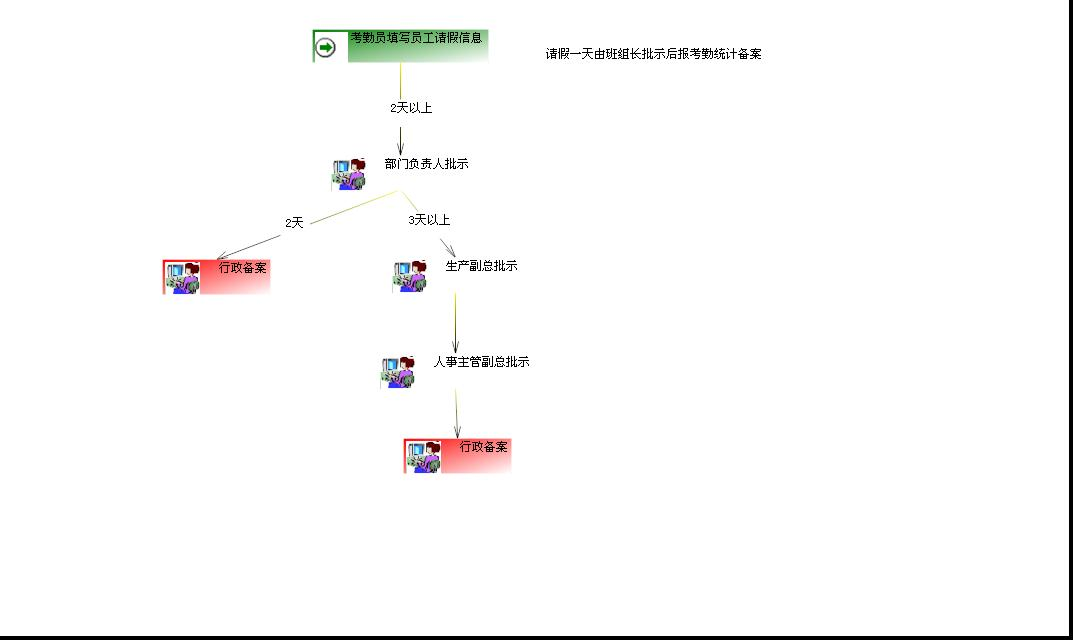 考勤员填写员工请假信息
请假一天由班组长批示后报考勤统计备案
2天以上
部门负责人批示
2天
3天以上
行政备案
生产副总批示
人事主管副总批示
行政备案